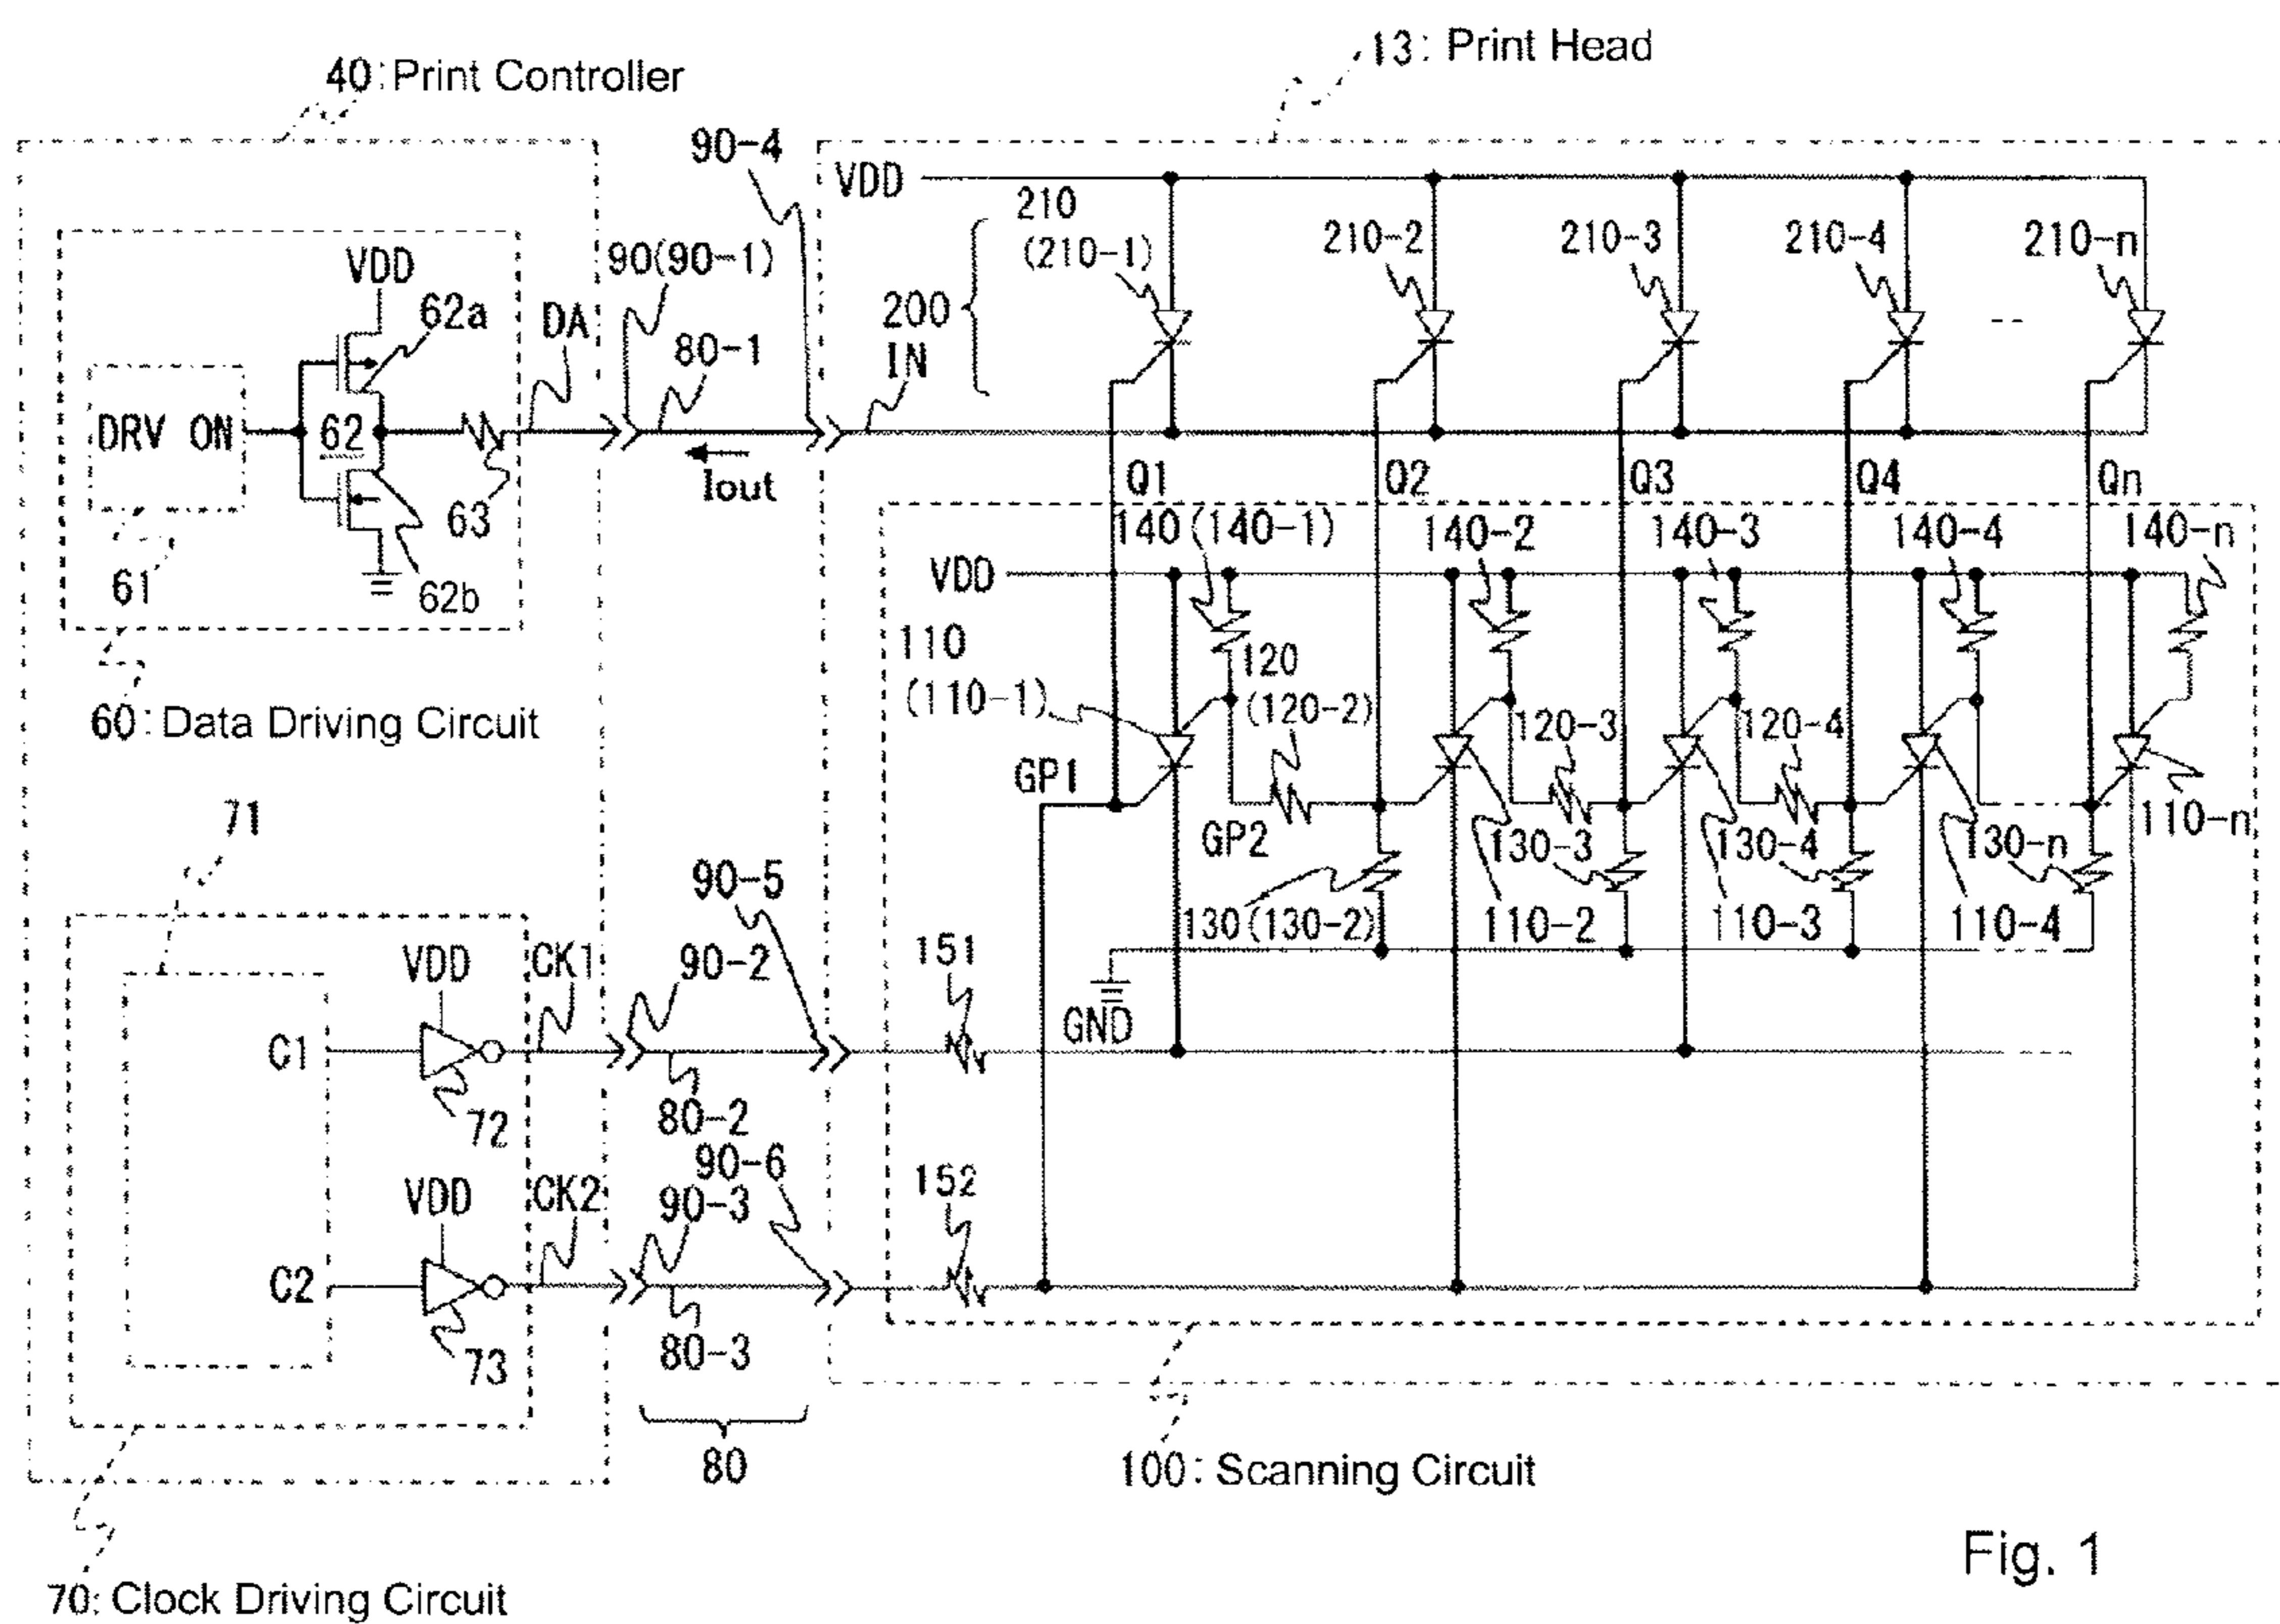 13: Print Head
40: Print Controller
90-4
VDD
210
(210-1)
210-2
210-3
210-4
210-n
VDD
62a
90(90-1)
DA
80-1
200
IN
DRV ON
62
Iout
63
Q1
Q2
Q3
Q4
Qn
61
62b
140(140-1)
140-2
140-3
140-4
140-n
VDD
110
(110-1)
120
(120-2)
120-3
120-4
60: Data Driving Circuit
GP1
71
GP2
130-3
130-4
130-n
110-n
90-5
130(130-2)
110-2
110-3
110-4
VDD
CK1
90-2
151
GND
C1
72
80-2
90-6
VDD
CK2
90-3
152
C2
73
80-3
80
100: Scanning Circuit
Fig. 1
70: Clock Driving Circuit